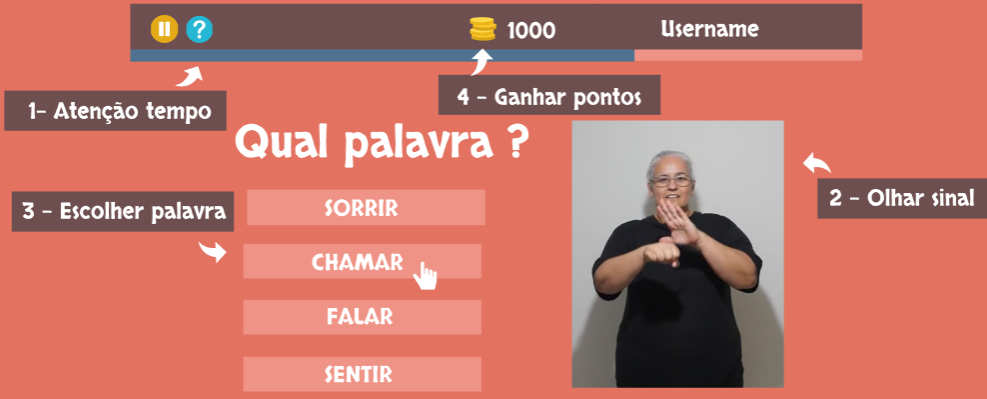 ?
1000
Username
1- Atenção tempo
4 - Ganhar pontos
Qual palavra ?
2 - Olhar sinal
3 - Escolher palavra
SORRIR
CHAMAR
FALAR
SENTIR